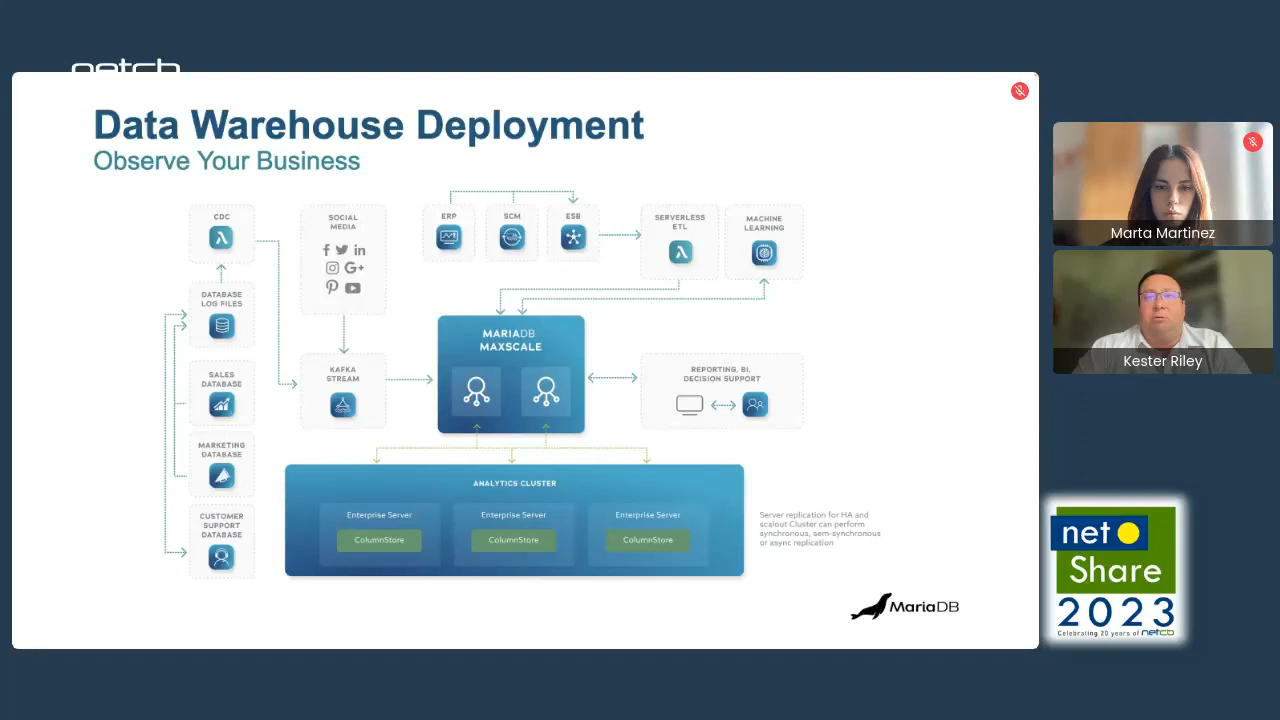 netcb
Data Warehouse Deployment
Observe Your Business
CDC
DATABASE
LOG FILES
SALES
DATABASE
MARKETING
DATABASE
CUSTOMER
SUPPORT
DATABASE
SOCIAL
MEDIA
KAFKA
STREAM
ERP
SCM
ESB
SERVERLESS
ETL
MACHINE
LEARNING
MARIADB
MAXSCALE
REPORTING, BI,
DECISION SUPPORT
ANALYTICS CLUSTER
Enterprise Server
ColumnStore
Enterprise Server
ColumnStore
Enterprise Server
ColumnStore
Server replication for HA and
scalout Cluster can perform
synchronous, sem-synchronous
or async replication
MariaDB
Marta Martinez
Kester Riley
net
Share
2023
Celebrating 20 years of netcb